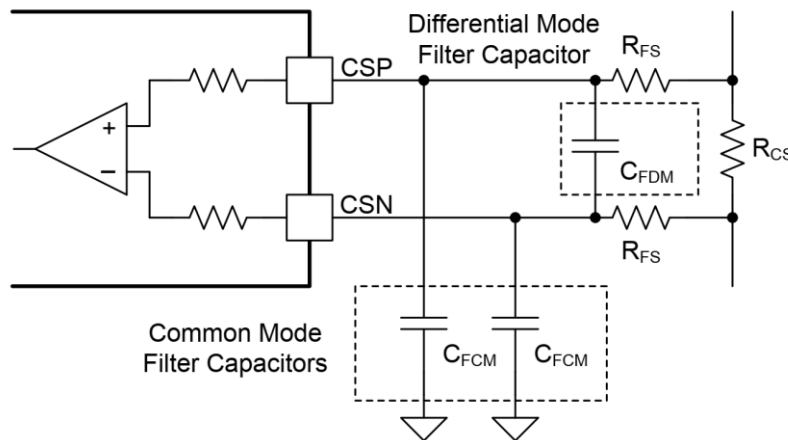 Differential Mode
Filter Capacitor
R_FS
CSP
+
−
C_FDM
R_CS
CSN
R_FS
Common Mode
Filter Capacitors
C_FCM
C_FCM